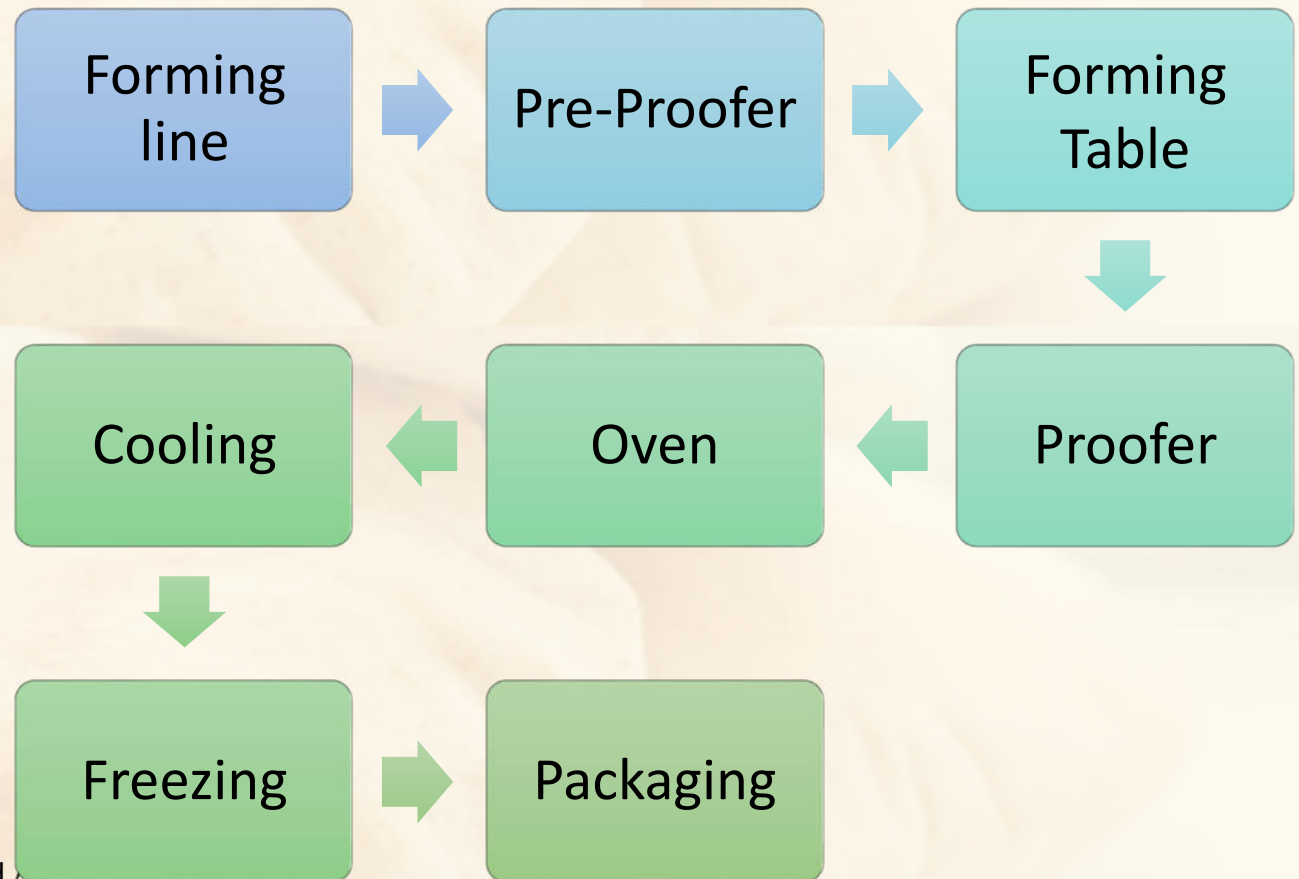 Forming
line
Pre-Proofer
Forming
Table
Proofer
Oven
Cooling
Freezing
Packaging